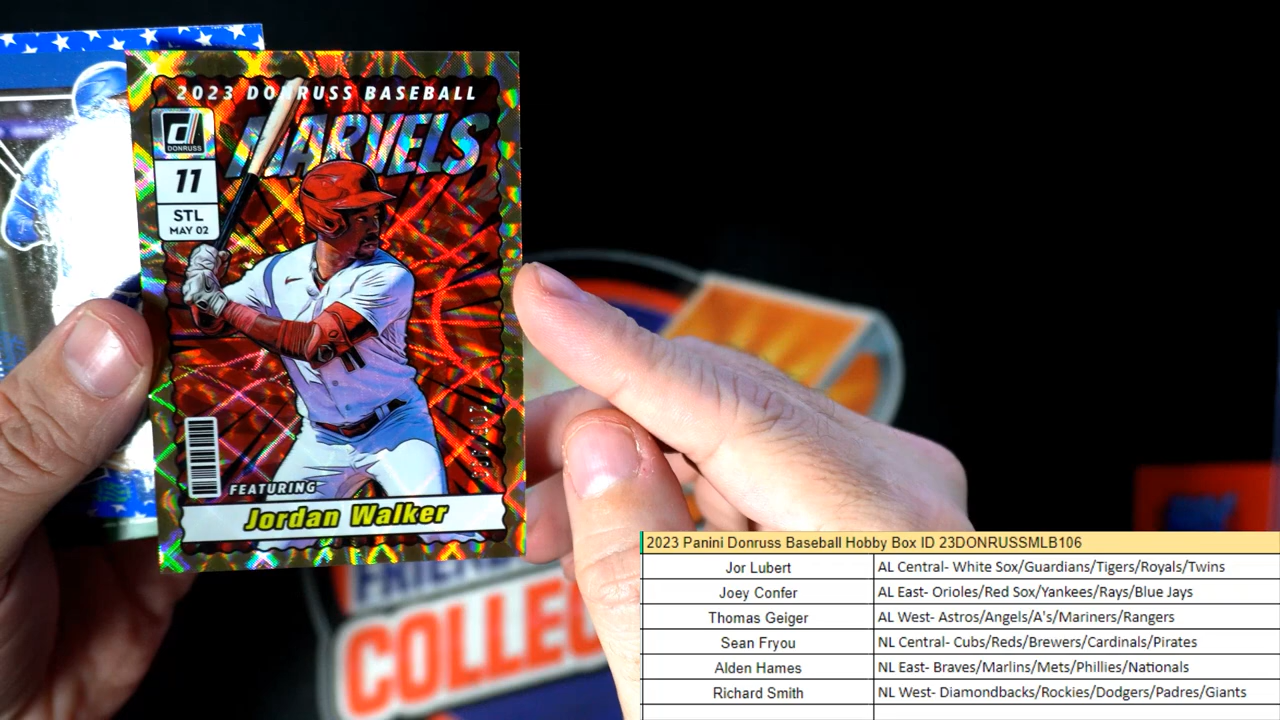 2023 DONRUSS BASEBALL
MARVELS
d
DONRUSS
11
STL
MAY 02
FEATURING
Jordan Walker
COLLEC
2023 Panini Donruss Baseball Hobby Box ID 23DONRUSSMLB106
Jor Lubert AL Central- White Sox/Guardians/Tigers/Royals/Twins
Joey Confer AL East- Orioles/Red Sox/Yankees/Rays/Blue Jays
Thomas Geiger AL West- Astros/Angels/A's/Mariners/Rangers
Sean Fryou NL Central- Cubs/Reds/Brewers/Cardinals/Pirates
Alden Hames NL East- Braves/Marlins/Mets/Phillies/Nationals
Richard Smith NL West- Diamondbacks/Rockies/Dodgers/Padres/Giants